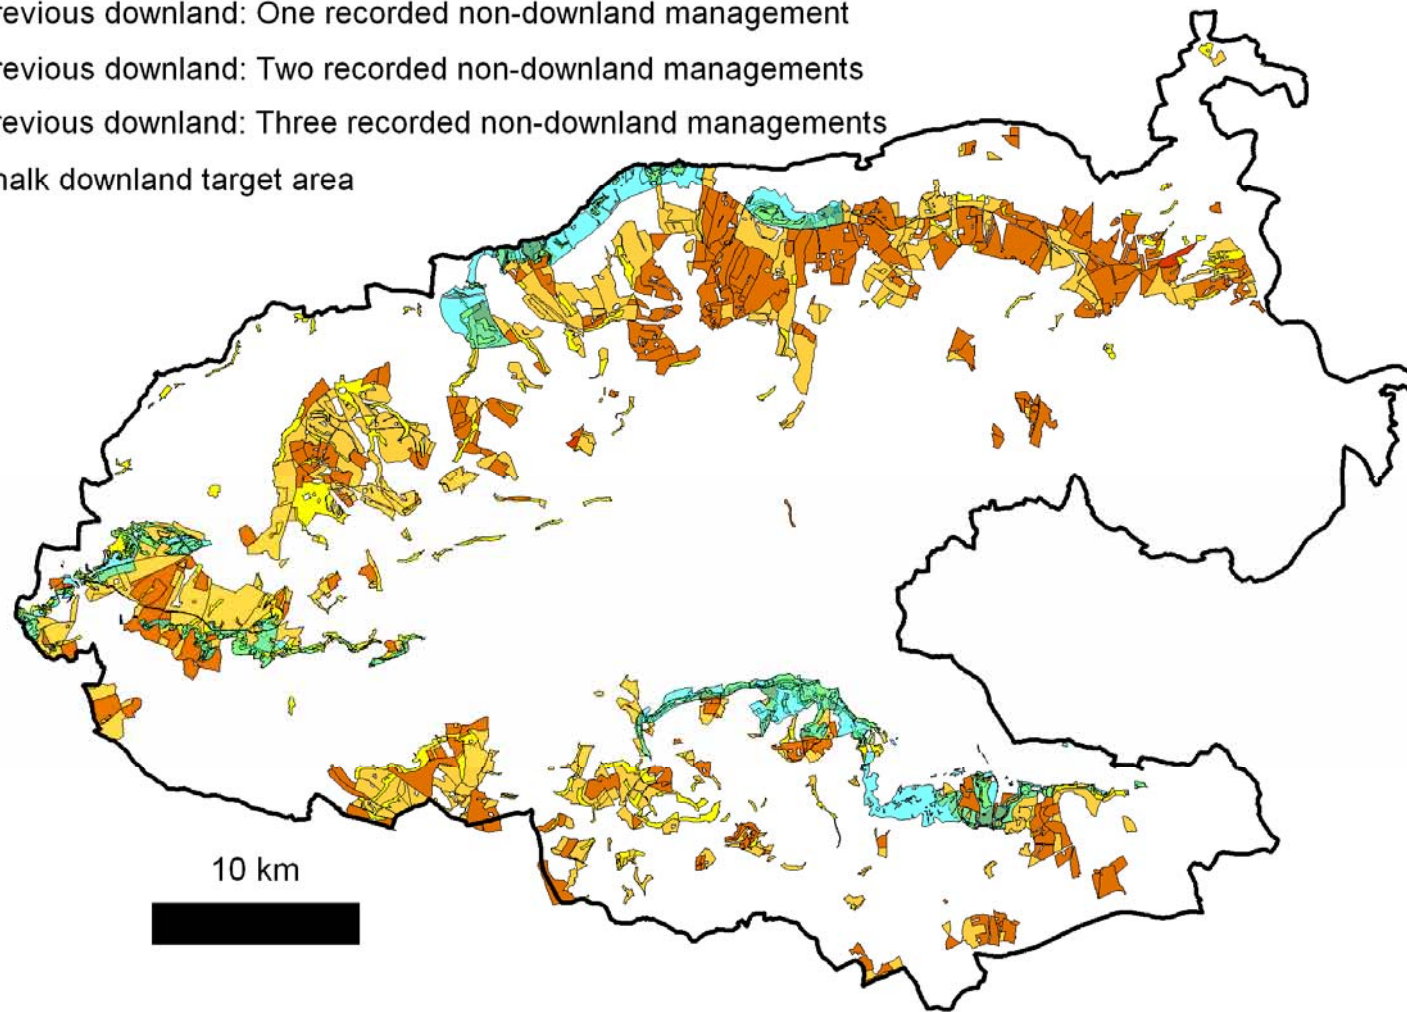 revious downland: One recorded non-downland management
revious downland: Two recorded non-downland managements
revious downland: Three recorded non-downland managements
halk downland target area
10 km